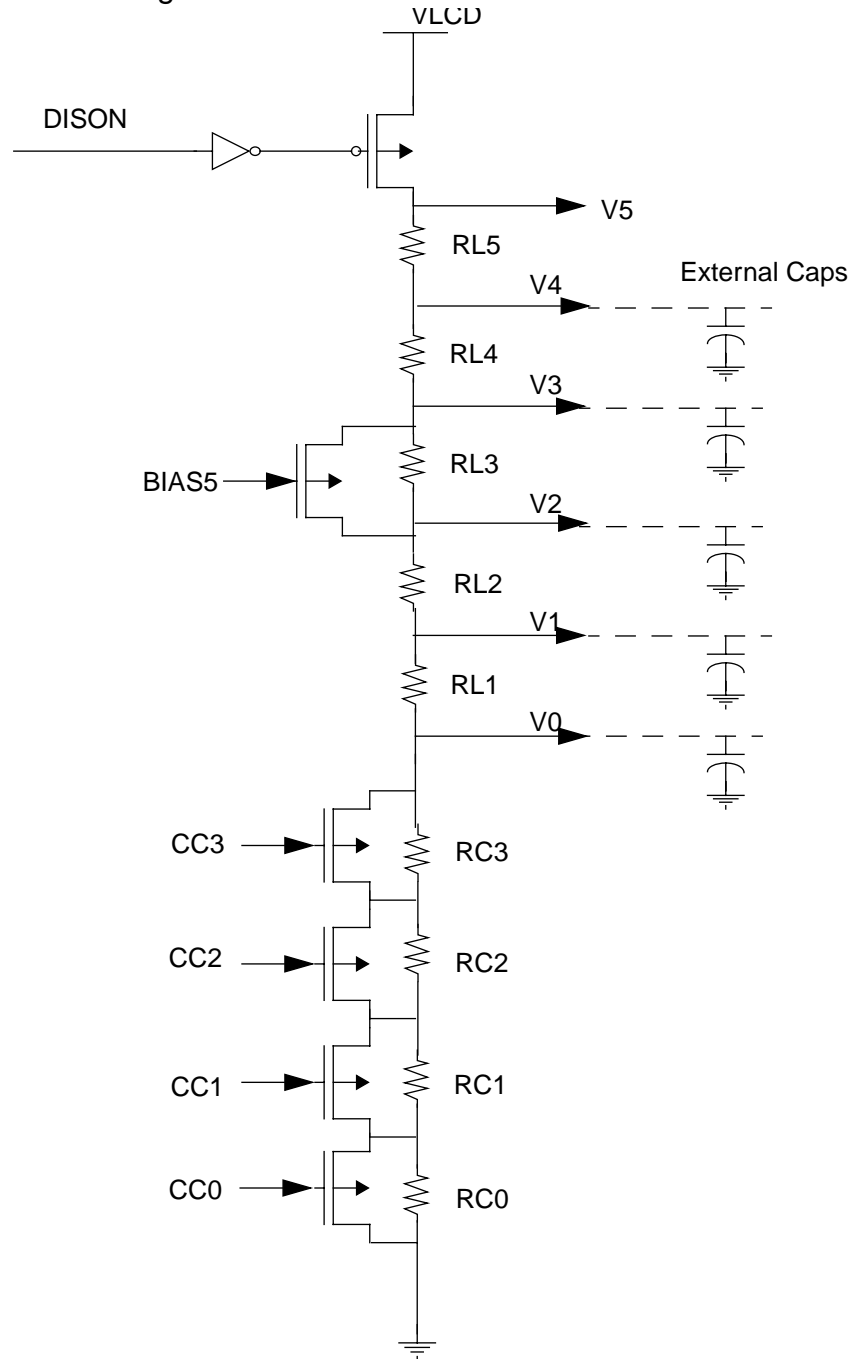 VLCD
DISON
V5
RL5
External Caps
V4
RL4
V3
BIAS5
RL3
V2
RL2
V1
RL1
V0
CC3
RC3
CC2
RC2
CC1
RC1
CC0
RC0